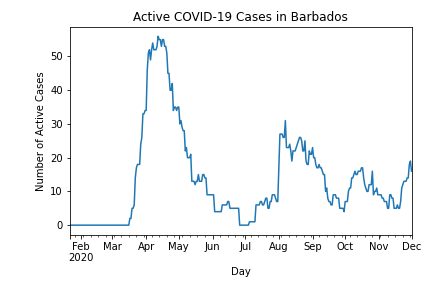 Active COVID-19 Cases in Barbados
Number of Active Cases
50
40
30
20
10
0
Feb Mar Apr May Jun Jul Aug Sep Oct Nov Dec
2020
Day